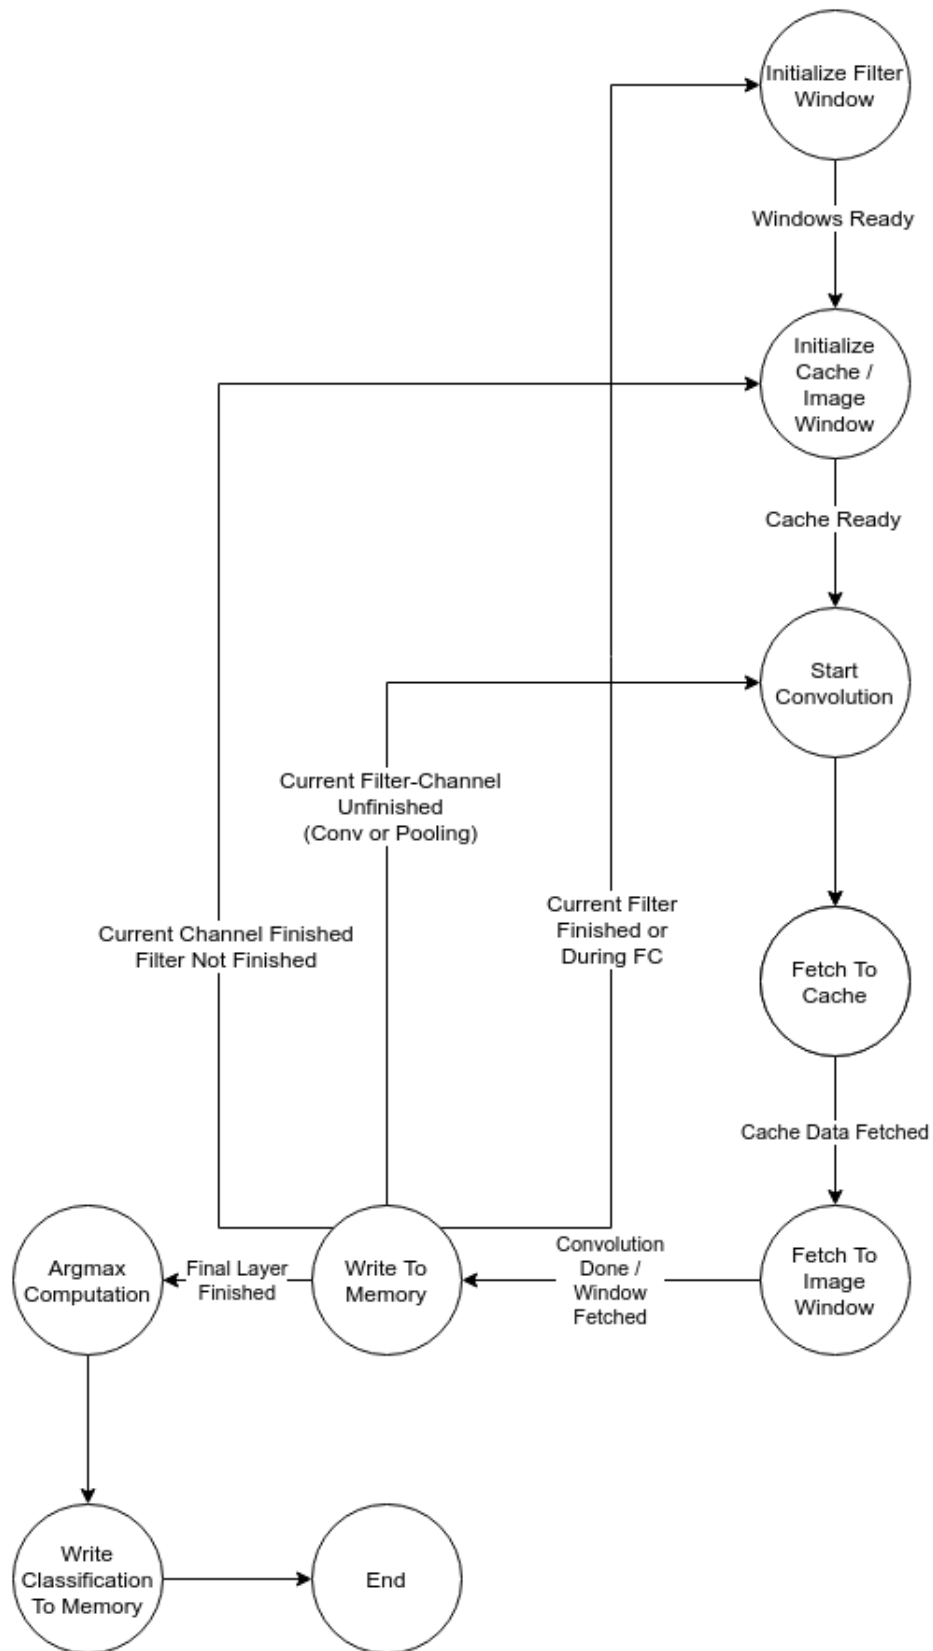 Initialize Filter
Window
Windows Ready
Initialize
Cache /
Image
Window
Cache Ready
Start
Convolution
Current Filter-Channel
Unfinished
(Conv or Pooling)
Current Filter
Finished or
During FC
Current Channel Finished
Filter Not Finished
Fetch To
Cache
Cache Data Fetched
Argmax
Computation
Final Layer
Finished
Write To
Memory
Convolution
Done /
Window
Fetched
Fetch To
Image
Window
Write
Classification
To Memory
End